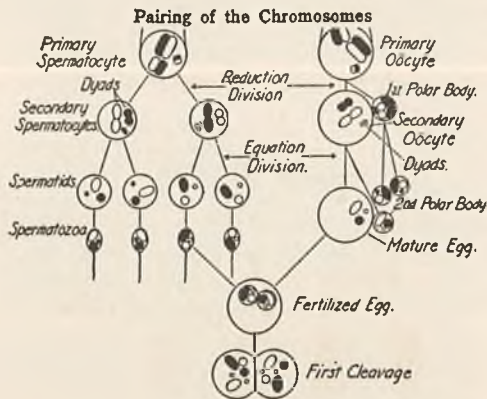 Pairing of the Chromosomes
Primary
Spermatocyte
Primary
Oöcyte
Dyads
Reduction
Division
1st Polar Body.
Secondary
Spermatocytes
Secondary
Oöcyte
Equation
Division.
Dyads.
Spermatids
2nd Polar Body
Spermatozoa
Mature Egg.
Fertilized Egg.
First Cleavage